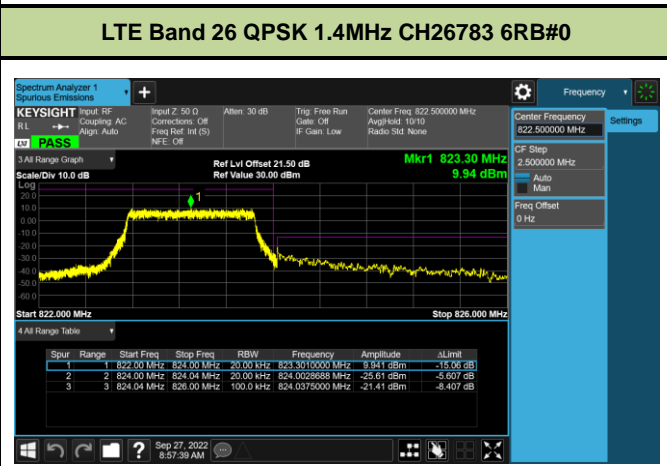 LTE Band 26 QPSK 1.4MHz CH26783 6RB#0
Spectrum Analyzer 1
Spurious Emissions
+
Frequency
KEYSIGHT
RL
LXI
PASS
Input: RF
Coupling: AC
Align: Auto
Input Z: 50 Ω
Corrections: Off
Freq Ref: Int (S)
NFE: Off
Atten: 30 dB
Trig: Free Run
Gate: Off
IF Gain: Low
Center Freq: 822.500000 MHz
Avg|Hold: 10/10
Radio Std: None
Center Frequency
822.500000 MHz
Settings
CF Step
2.500000 MHz
Auto
Man
Freq Offset
0 Hz
3 All Range Graph
Scale/Div 10.0 dB
Ref Lvl Offset 21.50 dB
Ref Value 30.00 dBm
Mkr1 823.30 MHz
9.94 dBm
Log
20.0
10.0
0.00
-10.0
-20.0
-30.0
-40.0
-50.0
-60.0
1
Start 822.000 MHz
Stop 826.000 MHz
4 All Range Table
Spur Range Start Freq Stop Freq RBW Frequency Amplitude ΔLimit
1 1 822.00 MHz 824.00 MHz 20.00 kHz 823.3010000 MHz 9.941 dBm -15.06 dB
2 2 824.00 MHz 824.04 MHz 20.00 kHz 824.0028688 MHz -25.61 dBm -5.607 dB
3 3 824.04 MHz 826.00 MHz 100.0 kHz 824.0375000 MHz -21.41 dBm -8.407 dB
?
Sep 27, 2022
8:57:39 AM